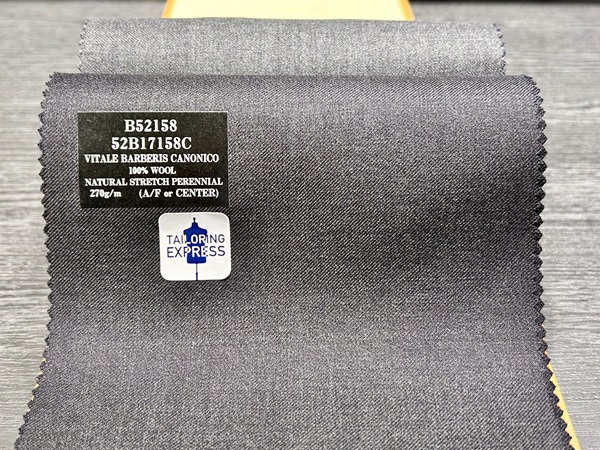 B52158
52B17158C
VITALE BARBERIS CANONICO
100% WOOL
NATURAL STRETCH PERENNIAL
270g/m (A/F or CENTER)
TAILORING
EXPRESS